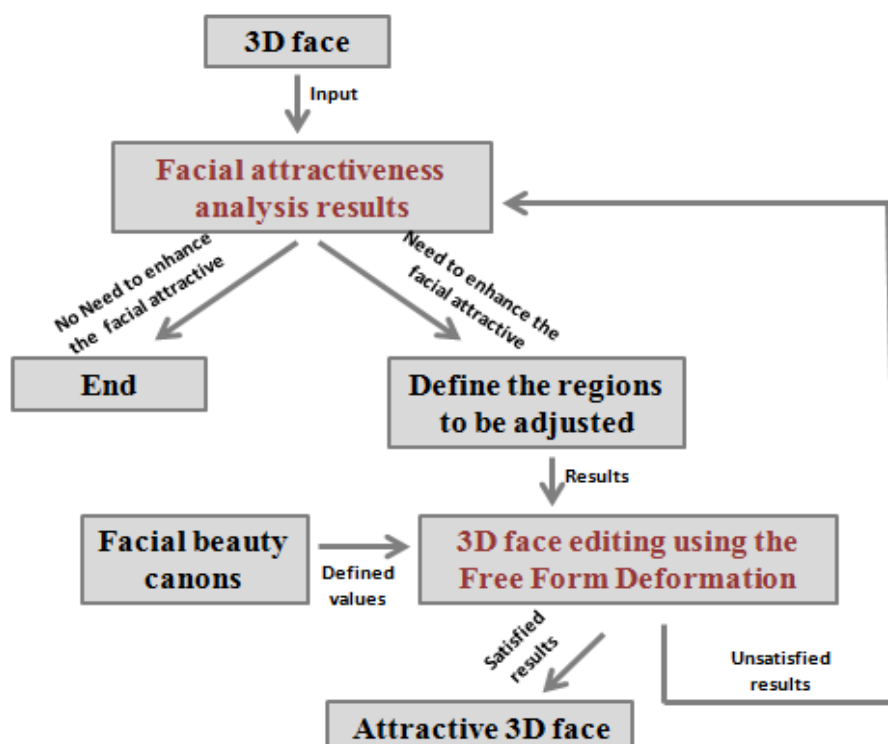 3D face
Input
Facial attractiveness
analysis results
No Need to enhance
the facial attractive
Need to enhance the
facial attractive
End
Define the regions
to be adjusted
Results
Facial beauty
canons
Defined
values
3D face editing using the
Free Form Deformation
Satisfied
results
Unsatisfied
results
Attractive 3D face